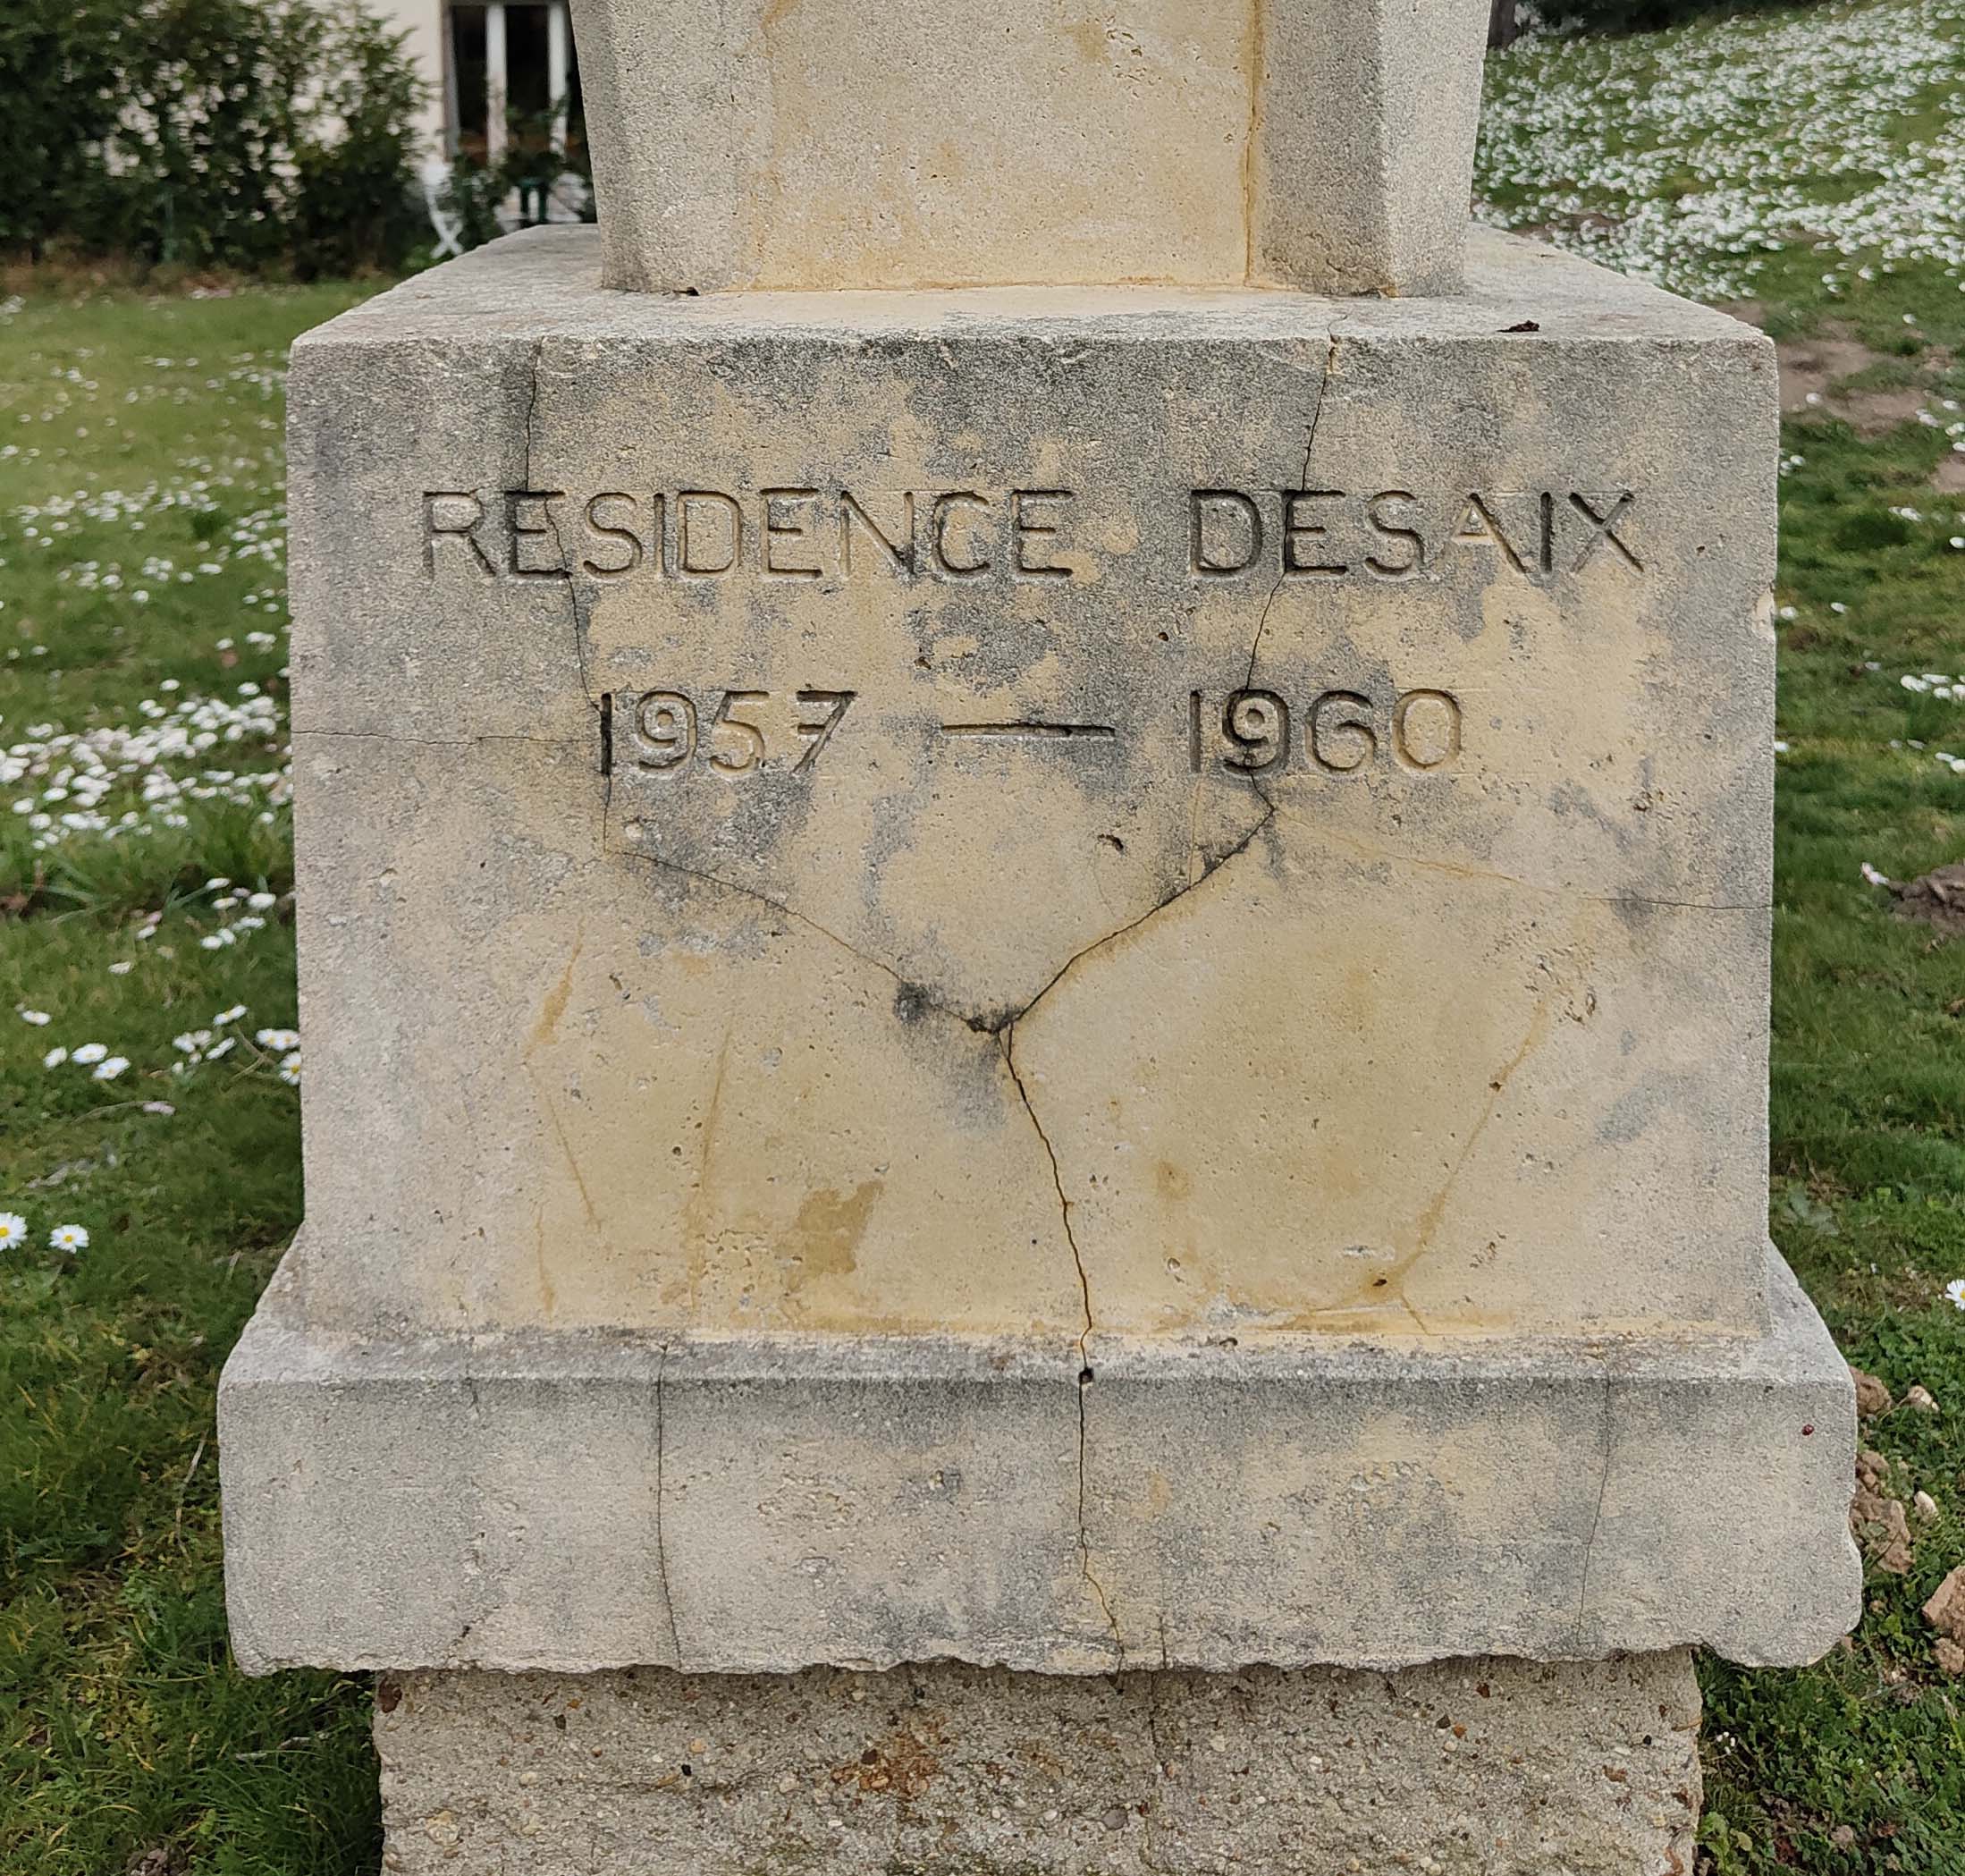 RESIDENCE DESAIX
1957 — 1960